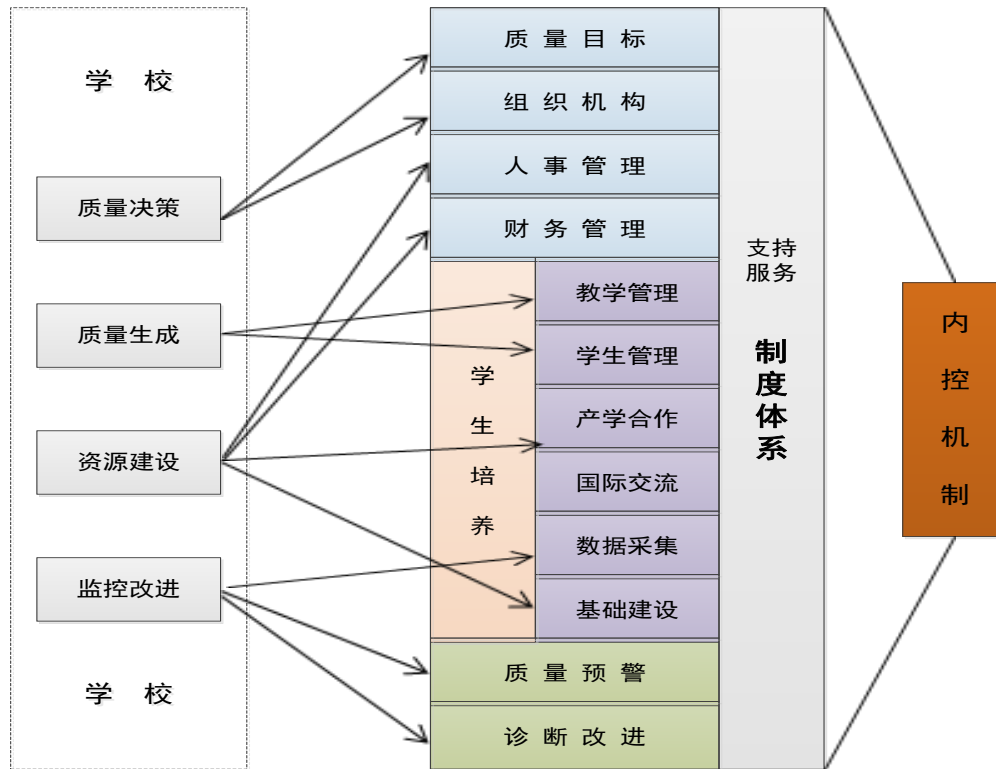 学 校
质量决策
质量生成
资源建设
监控改进
学 校
质 量 目 标
组 织 机 构
人 事 管 理
财 务 管 理
学
生
培
养
教学管理
学生管理
产学合作
国际交流
数据采集
基础建设
质 量 预 警
诊 断 改 进
支持
服务
制
度
体
系
内
控
机
制